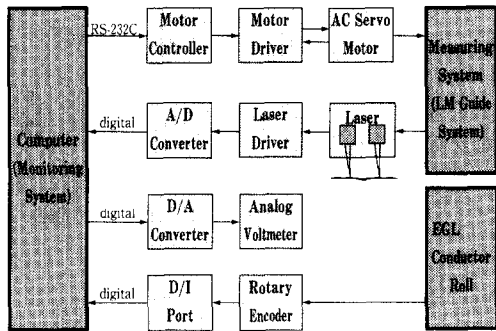 RS-232C
Motor
Controller
Motor
Driver
AC Servo
Motor
Measuring
System
(LM Guide
System)
Computer
(Monitoring
System)
digital
A/D
Converter
Laser
Driver
Laser
digital
D/A
Converter
Analog
Voltmeter
EGL
Conductor
Roll
digital
D/I
Port
Rotary
Encoder